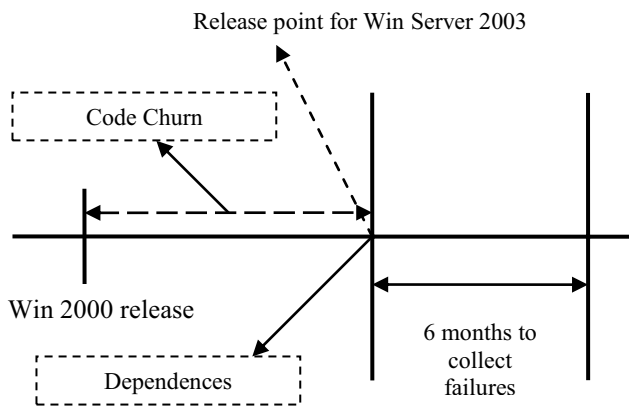 Release point for Win Server 2003
Code Churn
Win 2000 release
6 months to
collect
failures
Dependences